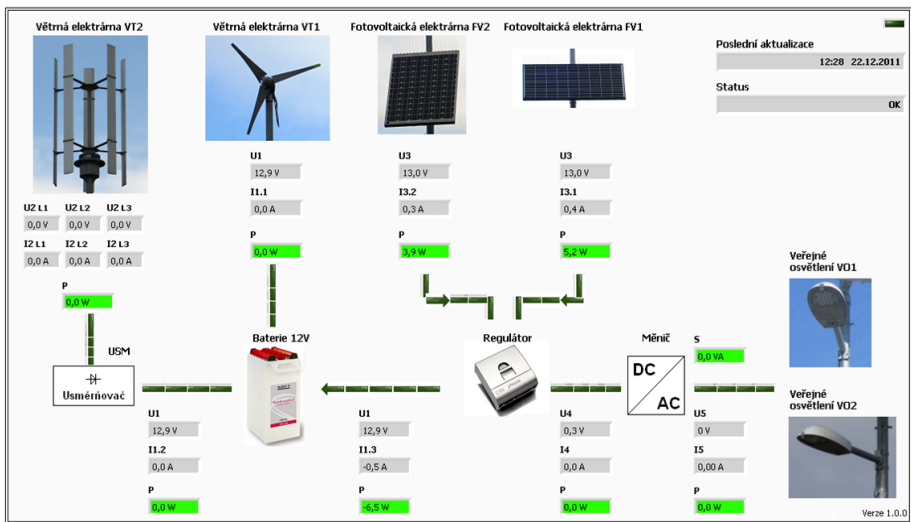 Větrná elektrárna VT2
Větrná elektrárna VT1
Fotovoltaická elektrárna FV2
Fotovoltaická elektrárna FV1
Poslední aktualizace
12:28 22.12.2011
Status
OK
U1
12,9 V
I1.1
0,0 A
P
0,0 W
U3
13,0 V
I3.2
0,3 A
P
3,9 W
U3
13,0 V
I3.1
0,4 A
P
5,2 W
U2 L1 U2 L2 U2 L3
0,0 V 0,0 V 0,0 V
I2 L1 I2 L2 I2 L3
0,0 A 0,0 A 0,0 A
P
0,0 W
USM
Usměrňovač
Baterie 12V
Regulátor
Měnič
DC
AC
S
0,0 VA
Veřejné
osvětlení VO1
Veřejné
osvětlení VO2
U1
12,9 V
I1.2
0,0 A
P
0,0 W
U1
12,9 V
I1.3
-0,5 A
P
-6,5 W
U4
0,3 V
I4
0,0 A
P
0,0 W
U5
0 V
I5
0,00 A
P
0,0 W
Verze 1.0.0